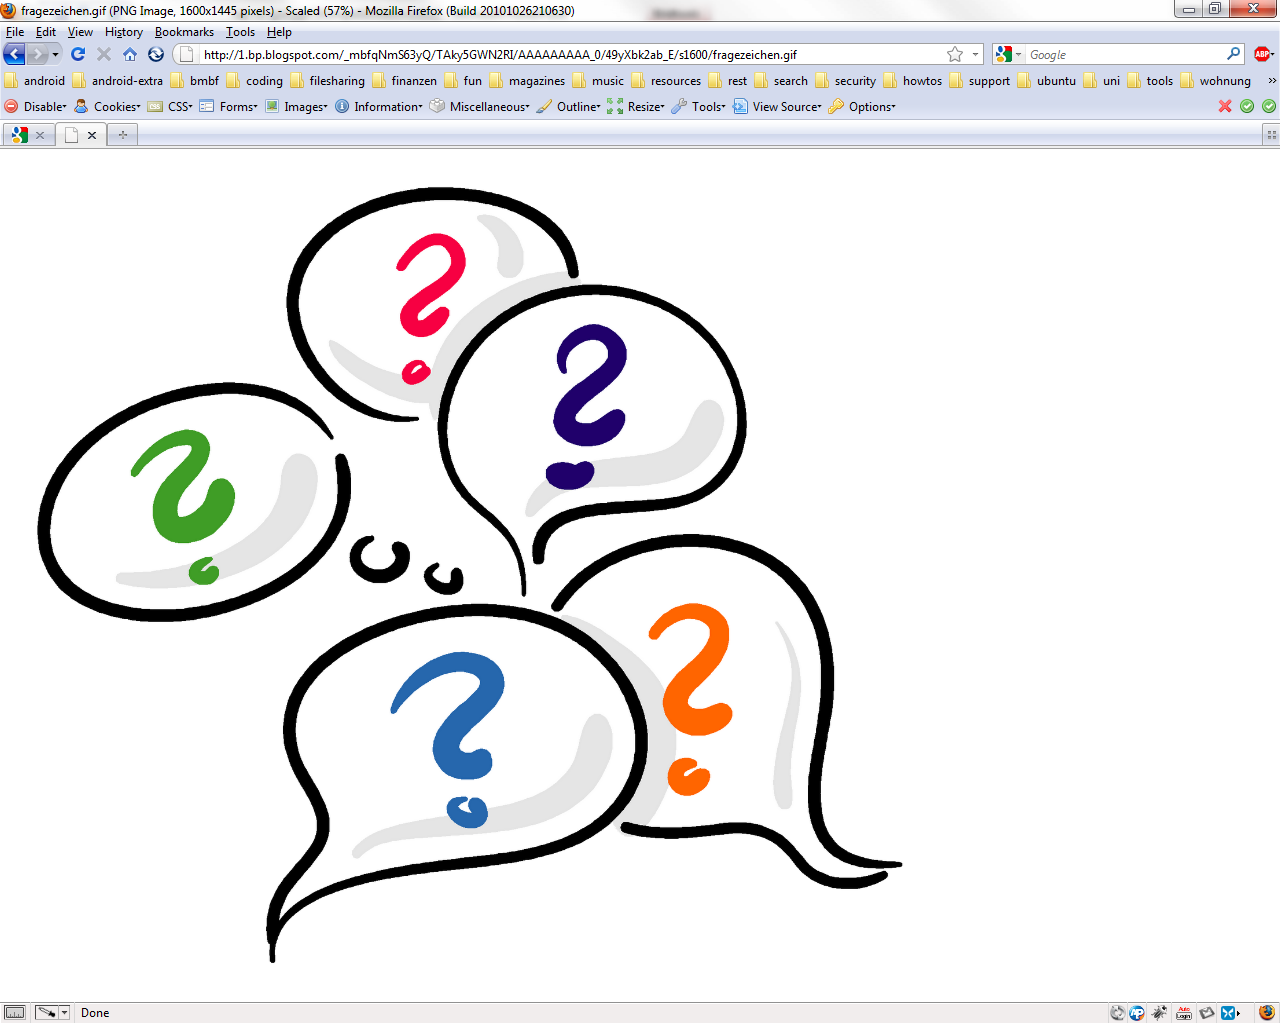 fragezeichen.gif (PNG Image, 1600x1445 pixels) - Scaled (57%) - Mozilla Firefox (Build 20101026210630)
File Edit View History Bookmarks Tools Help
http://1.bp.blogspot.com/_mbfqNmS63yQ/TAky5GWN2RI/AAAAAAAAA_0/49yXbk2ab_E/s1600/fragezeichen.gif Google ABP
android android-extra bmbf coding filesharing finanzen fun magazines music resources rest search security howtos support ubuntu uni tools wohnung »
Disable Cookies CSS Forms Images Information Miscellaneous Outline Resize Tools View Source Options
?
?
?
?
?
Done Auto Login